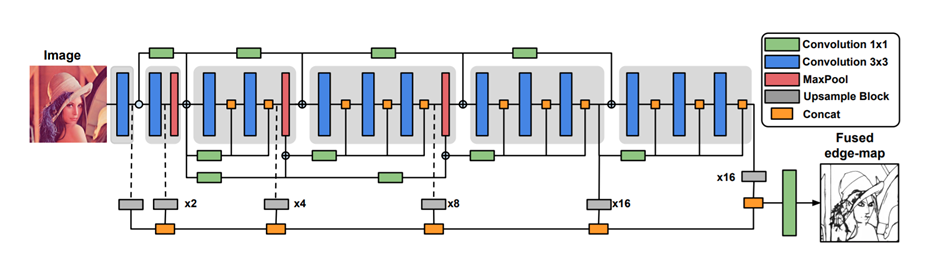 Image
Convolution 1x1
Convolution 3x3
MaxPool
Upsample Block
Concat
Fused
edge-map
x16
x2
x4
x8
x16